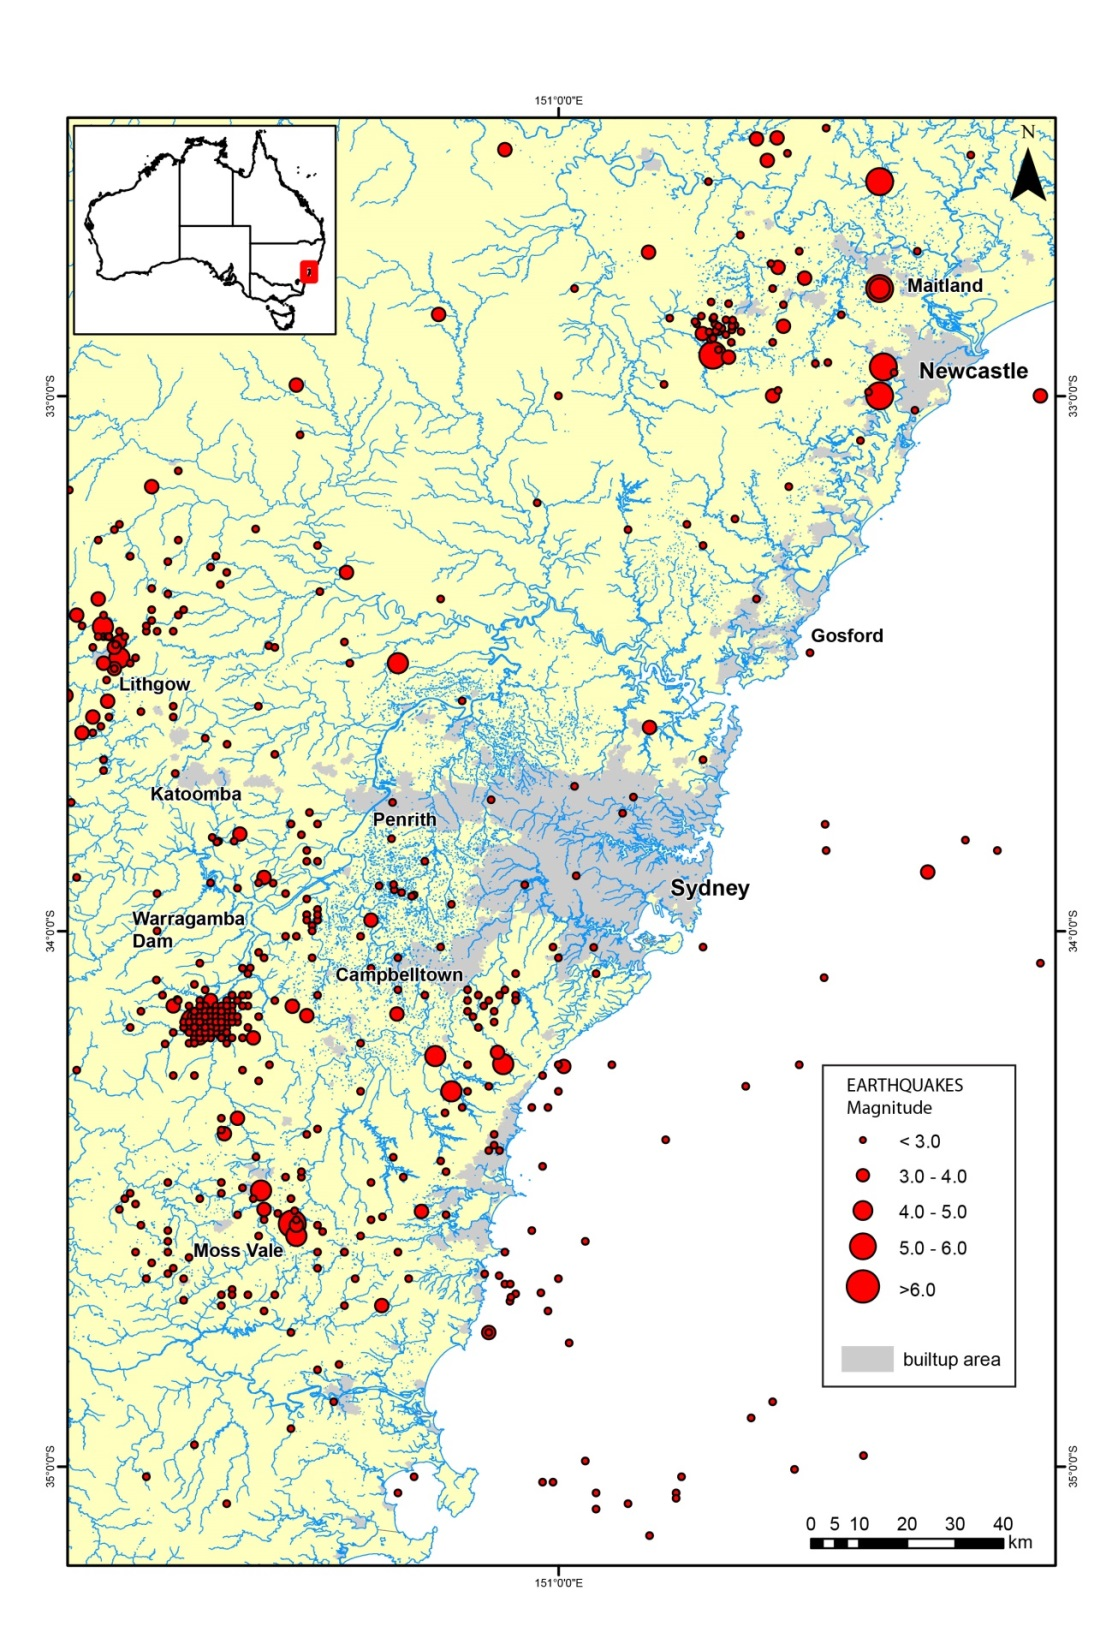 151°0'0"E
N
Maitland
Newcastle
33°0'0"S
33°0'0"S
Gosford
Lithgow
Katoomba
Penrith
Sydney
Warragamba
Dam
34°0'0"S
34°0'0"S
Campbelltown
EARTHQUAKES
Magnitude
< 3.0
3.0 - 4.0
4.0 - 5.0
5.0 - 6.0
>6.0
builtup area
Moss Vale
35°0'0"S
35°0'0"S
0 5 10 20 30 40
km
151°0'0"E